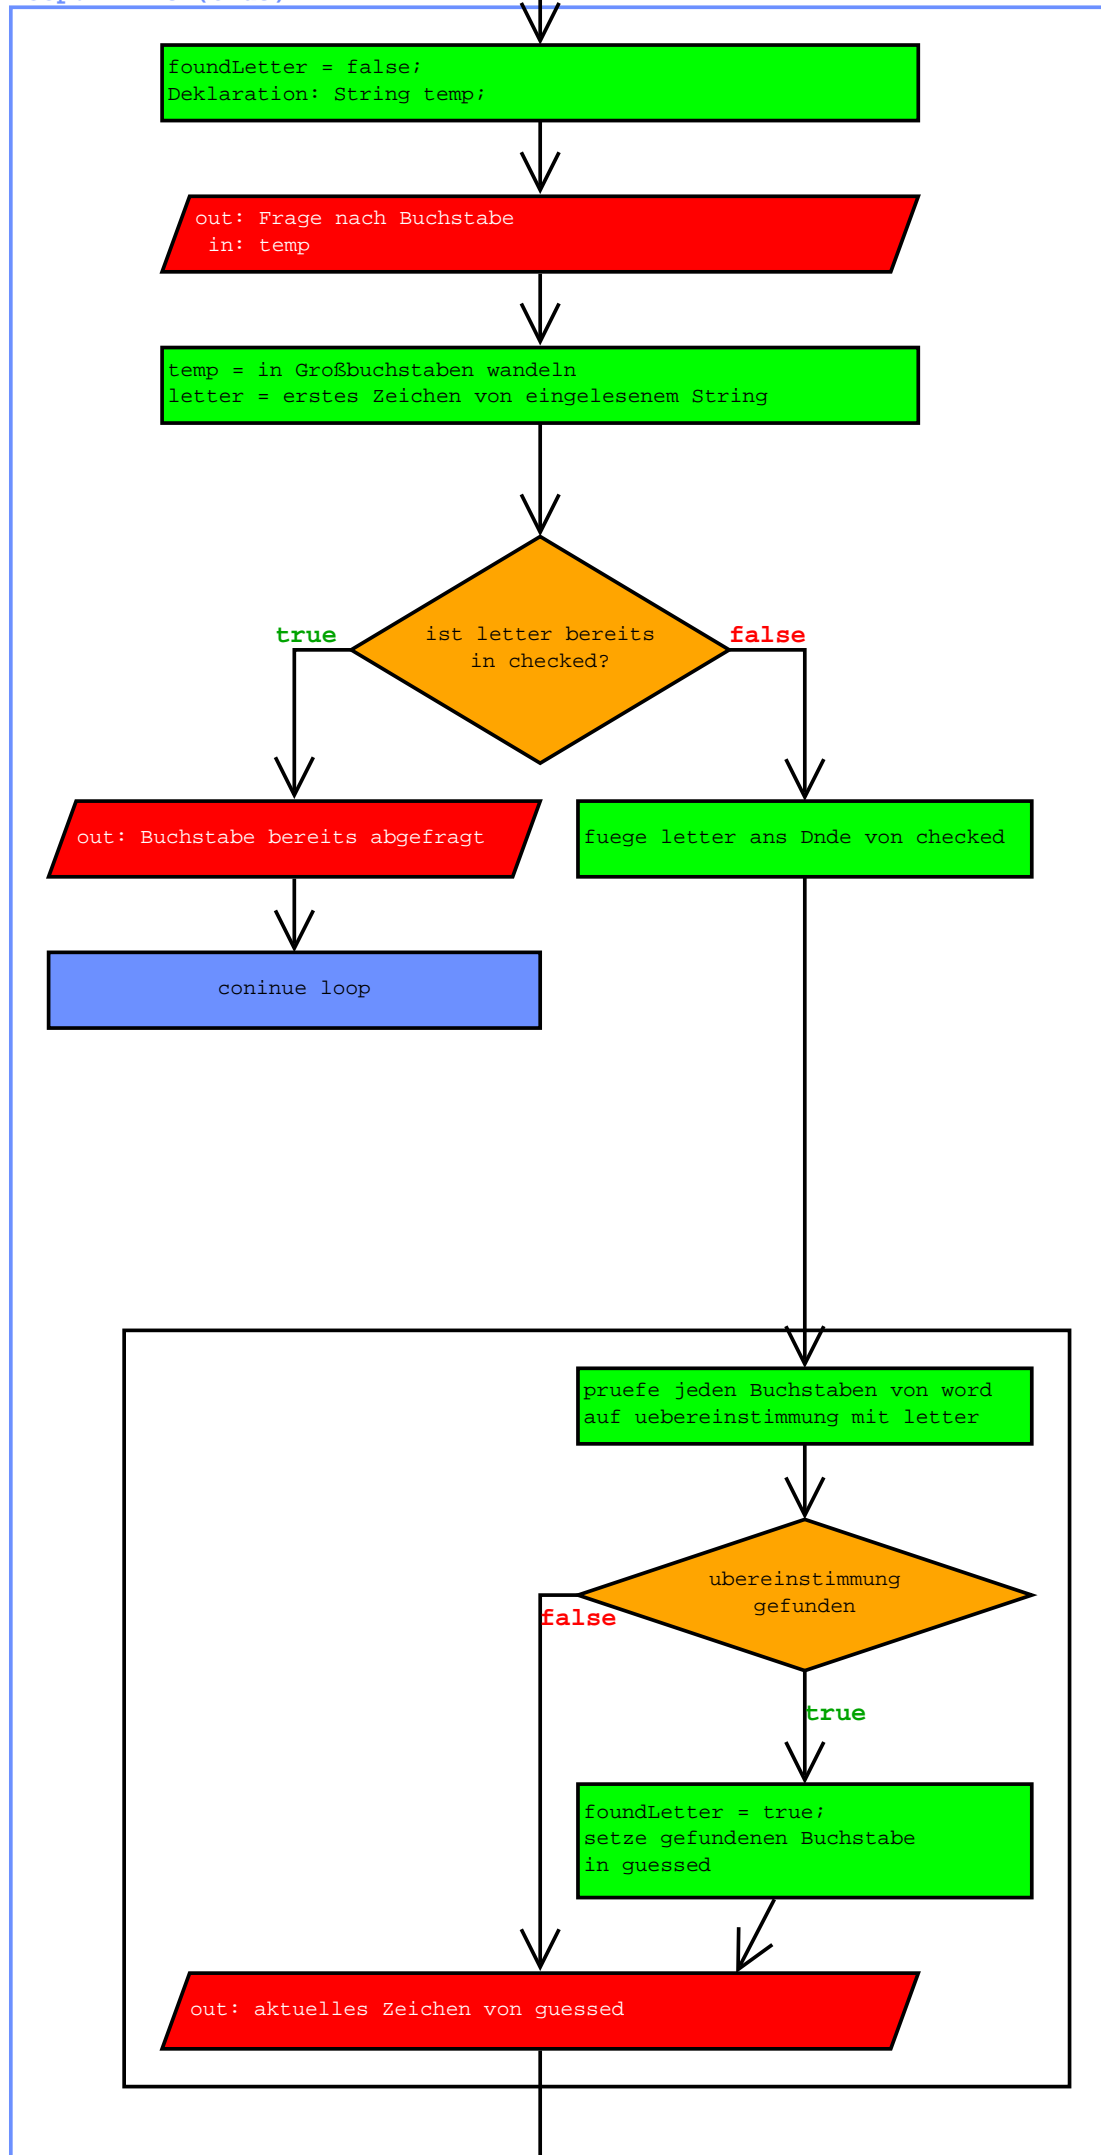 foundLetter = false;
Deklaration: String temp;
out: Frage nach Buchstabe
in: temp
temp = in Großbuchstaben wandeln
letter = erstes Zeichen von eingelesenem String
ist letter bereits
in checked?
true
false
out: Buchstabe bereits abgefragt
fuege letter ans Dnde von checked
coninue loop
pruefe jeden Buchstaben von word
auf uebereinstimmung mit letter
ubereinstimmung
gefunden
false
true
foundLetter = true;
setze gefundenen Buchstabe
in guessed
out: aktuelles Zeichen von guessed